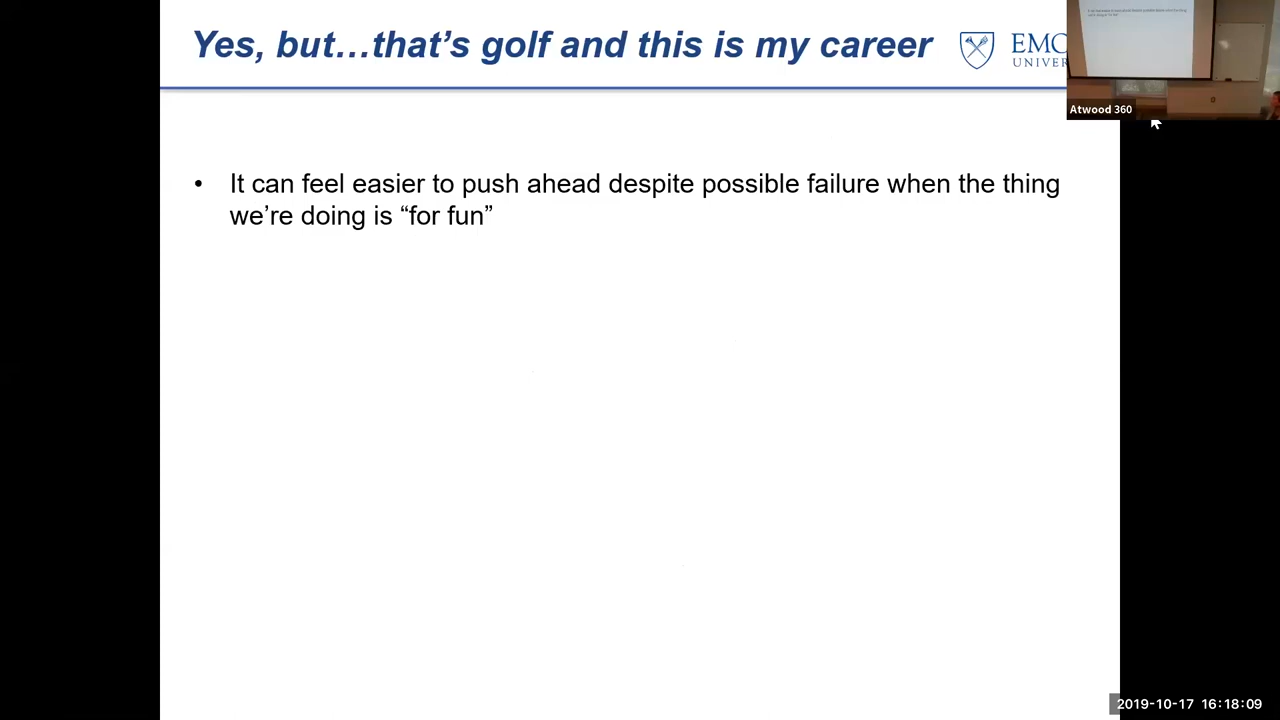 Yes, but…that’s golf and this is my career
EMO
UNIVER
Atwood 360
• It can feel easier to push ahead despite possible failure when the thing
we’re doing is “for fun”
2019-10-17 16:18:09